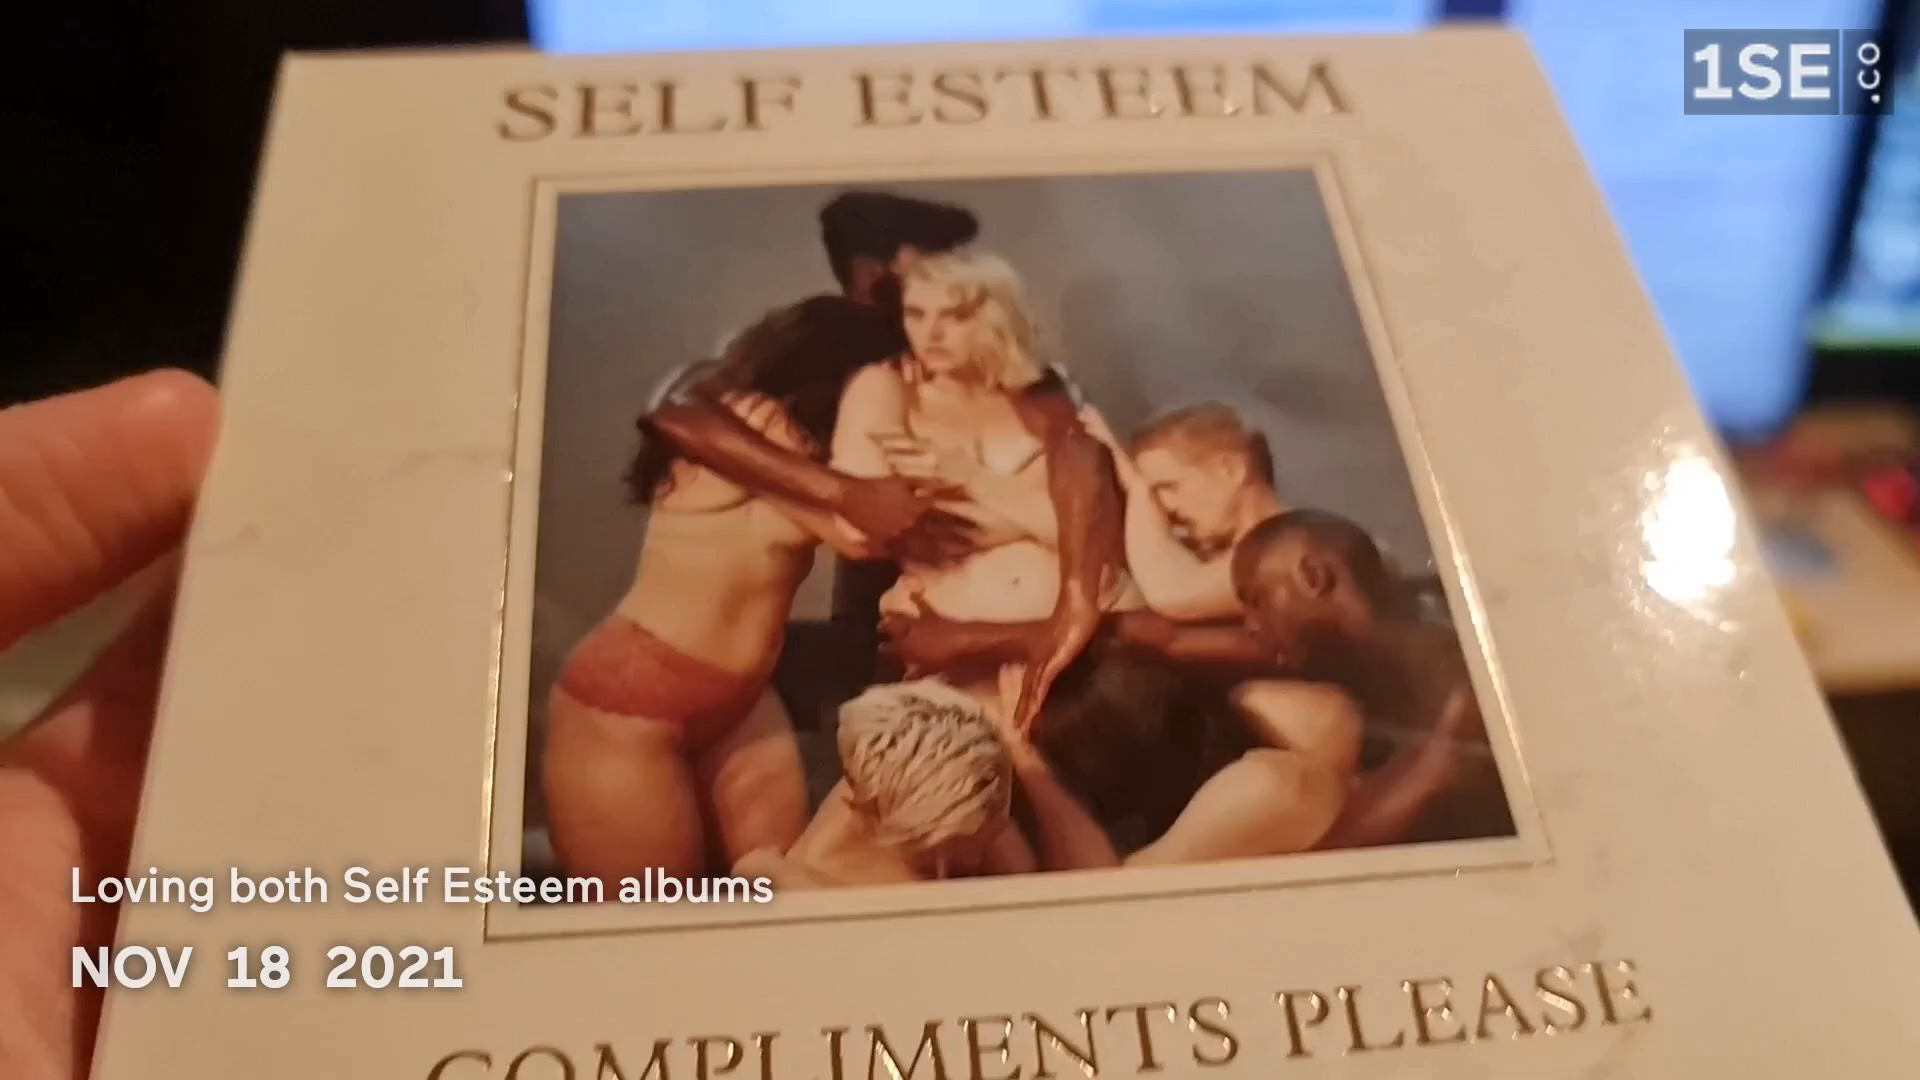 SELF ESTEEM
1SE.co
Loving both Self Esteem albums
NOV 18 2021
COMPLIMENTS PLEASE